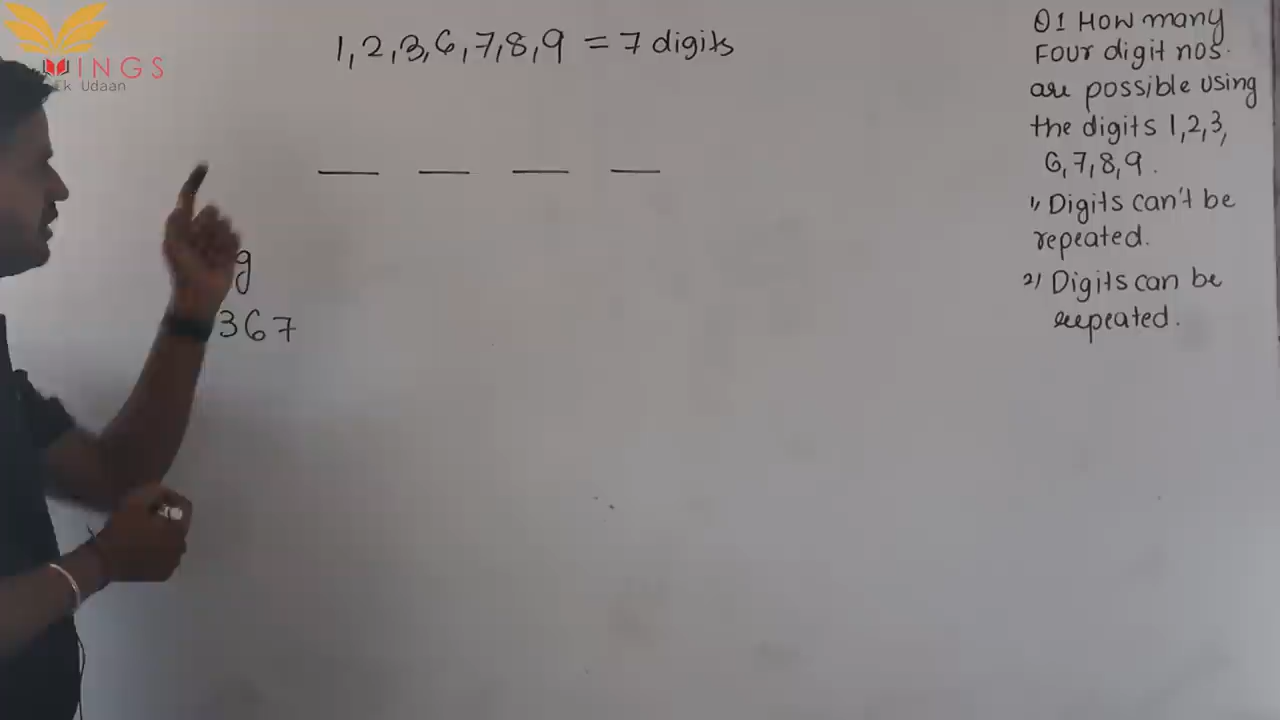 WINGS
Ek Udaan
1,2,3,6,7,8,9 = 7 digits
g
367
Q1 How many
Four digit nos.
are possible using
the digits 1,2,3,
6,7,8,9.
1) Digits can't be
repeated.
2) Digits can be
repeated.